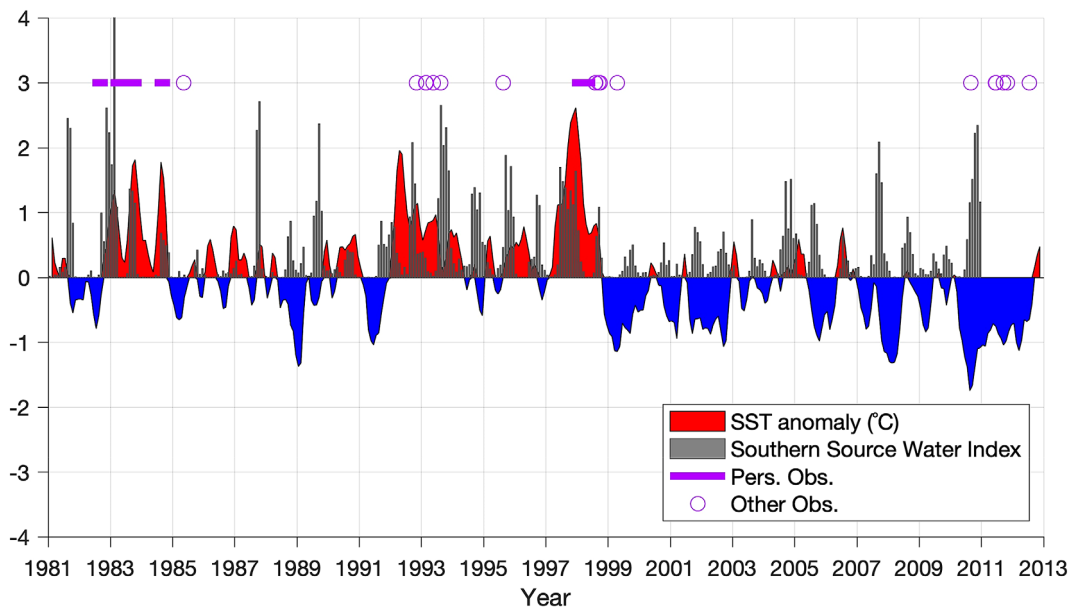 4
3
2
1
0
-1
-2
-3
-4
SST anomaly (°C)
Southern Source Water Index
Pers. Obs.
Other Obs.
1981 1983 1985 1987 1989 1991 1993 1995 1997 1999 2001 2003 2005 2007 2009 2011 2013
Year